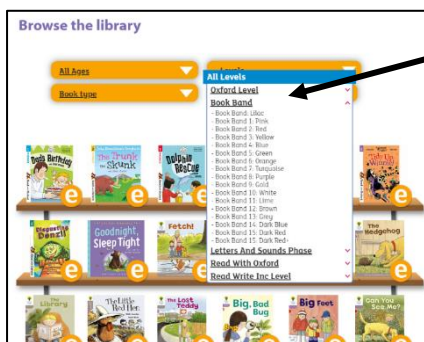 Browse the library
All Ages
Levels
Book type
All Levels
Oxford Level
Book Band
- Book Band: Lilac
- Book Band 1: Pink
- Book Band 2: Red
- Book Band 3: Yellow
- Book Band 4: Blue
- Book Band 5: Green
- Book Band 6: Orange
- Book Band 7: Turquoise
- Book Band 8: Purple
- Book Band 9: Gold
- Book Band 10: White
- Book Band 11: Lime
- Book Band 12: Brown
- Book Band 13: Grey
- Book Band 14: Dark Blue
- Book Band 15: Dark Red
- Book Band 15: Dark Red+
Letters And Sounds Phase
Read With Oxford
Read Write Inc Level
Dad's Birthday
The Trunk
and Skunk
Dolphin
Rescue
e
e
e
e
Disgusting
Denzil
Goodnight,
Sleep Tight
Fetch!
The
Hedgehog
e
e
e
e
The
Library
The Little
Red Hen
The Lost
Teddy
Big, Bad
Bug
Big Feet
Can You
See Me?